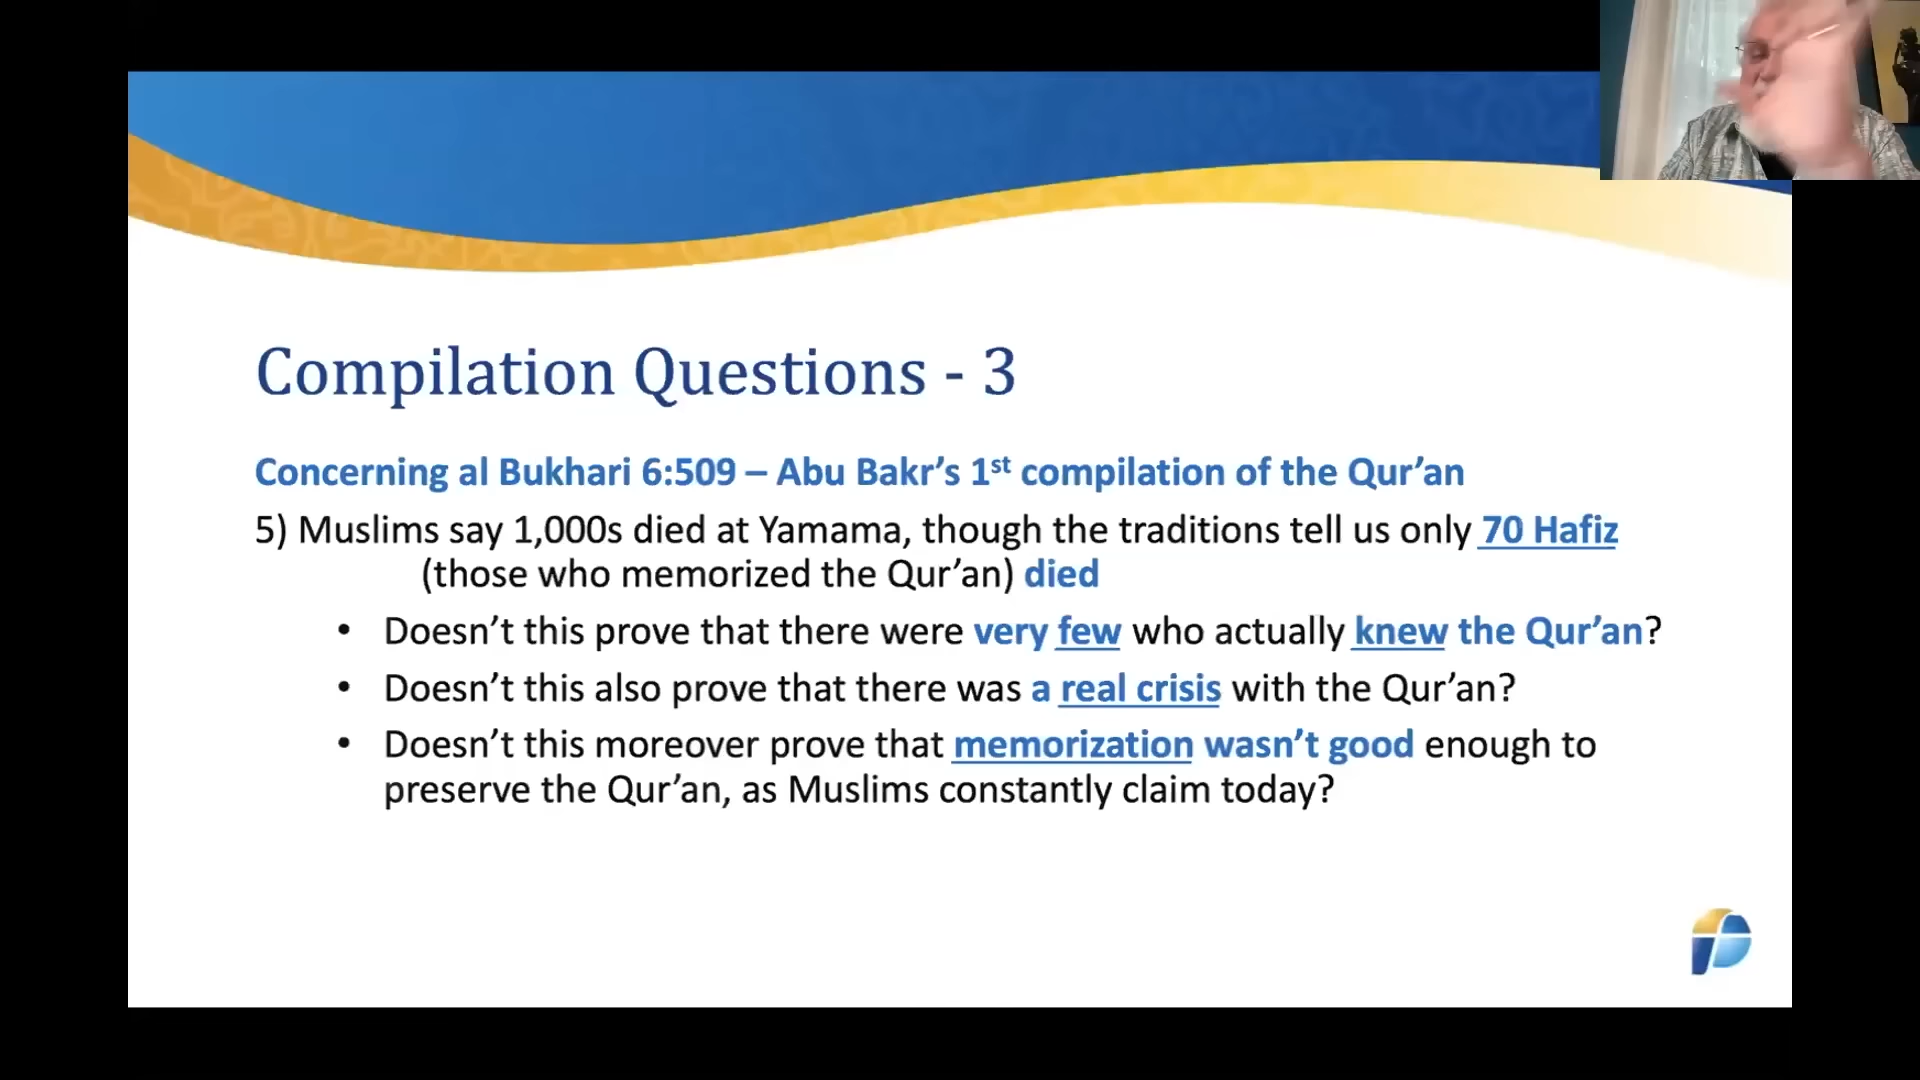 Compilation Questions - 3
Concerning al Bukhari 6:509 – Abu Bakr’s 1st compilation of the Qur’an
5) Muslims say 1,000s died at Yamama, though the traditions tell us only 70 Hafiz
(those who memorized the Qur’an) died
• Doesn’t this prove that there were very few who actually knew the Qur’an?
• Doesn’t this also prove that there was a real crisis with the Qur’an?
• Doesn’t this moreover prove that memorization wasn’t good enough to
preserve the Qur’an, as Muslims constantly claim today?